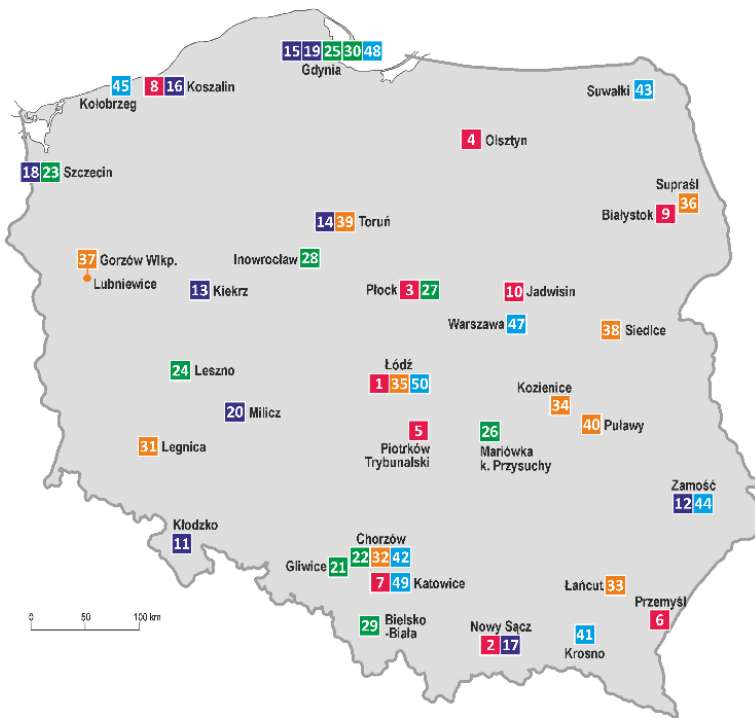 15 19 25 30 48
Gdynia
45
Kołobrzeg
8 16 Koszalin
Suwałki 43
4 Olsztyn
18 23 Szczecin
Supraśl
36
Białystok 9
14 39 Toruń
37 Gorzów Wlkp.
Lubniewice
Inowrocław 28
13 Kiekrz
Płock 3 27
10 Jadwisin
Warszawa 47
38 Siedlce
24 Leszno
Łódź
1 35 50
Kozienice
34
20 Milicz
40 Puławy
5
Piotrków
Trybunalski
26
Mariówka
k. Przysuchy
31 Legnica
Zamość
12 44
Kłodzko
11
Chorzów
22 32 42
Gliwice 21
7 49 Katowice
Łańcut 33
Przemyśl
6
0 50 100 km
29 Bielsko
-Biała
Nowy Sącz
2 17
41
Krosno